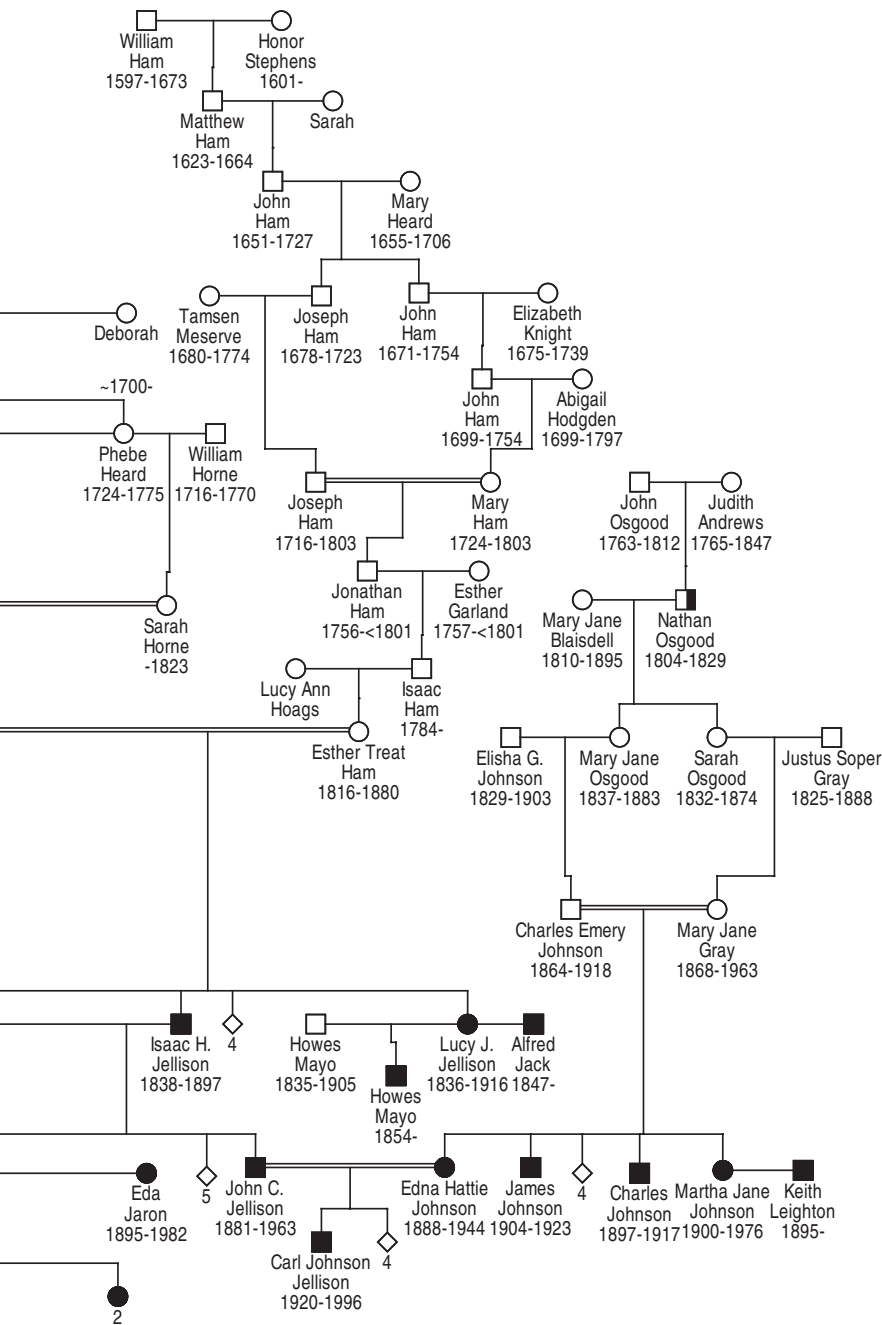 William
Ham
1597-1673
Honor
Stephens
1601-
Matthew
Ham
1623-1664
Sarah
John
Ham
1651-1727
Mary
Heard
1655-1706
Deborah
Tamsen
Meserve
1680-1774
Joseph
Ham
1678-1723
John
Ham
1671-1754
Elizabeth
Knight
1675-1739
~1700-
John
Ham
1699-1754
Abigail
Hodgden
1699-1797
Phebe
Heard
1724-1775
William
Horne
1716-1770
Joseph
Ham
1716-1803
Mary
Ham
1724-1803
John
Osgood
1763-1812
Judith
Andrews
1765-1847
Jonathan
Ham
1756-<1801
Esther
Garland
1757-<1801
Sarah
Horne
-1823
Mary Jane
Blaisdell
1810-1895
Nathan
Osgood
1804-1829
Lucy Ann
Hoags
Isaac
Ham
1784-
Esther Treat
Ham
1816-1880
Elisha G.
Johnson
1829-1903
Mary Jane
Osgood
1837-1883
Sarah
Osgood
1832-1874
Justus Soper
Gray
1825-1888
Charles Emery
Johnson
1864-1918
Mary Jane
Gray
1868-1963
Isaac H.
Jellison
1838-1897
4
Howes
Mayo
1835-1905
Lucy J.
Jellison
1836-1916
Alfred
Jack
1847-
Howes
Mayo
1854-
Eda
Jaron
1895-1982
5
John C.
Jellison
1881-1963
Edna Hattie
Johnson
1888-1944
James
Johnson
1904-1923
4
Charles
Johnson
1897-1917
Martha Jane
Johnson
1900-1976
Keith
Leighton
1895-
Carl Johnson
Jellison
1920-1996
4
2